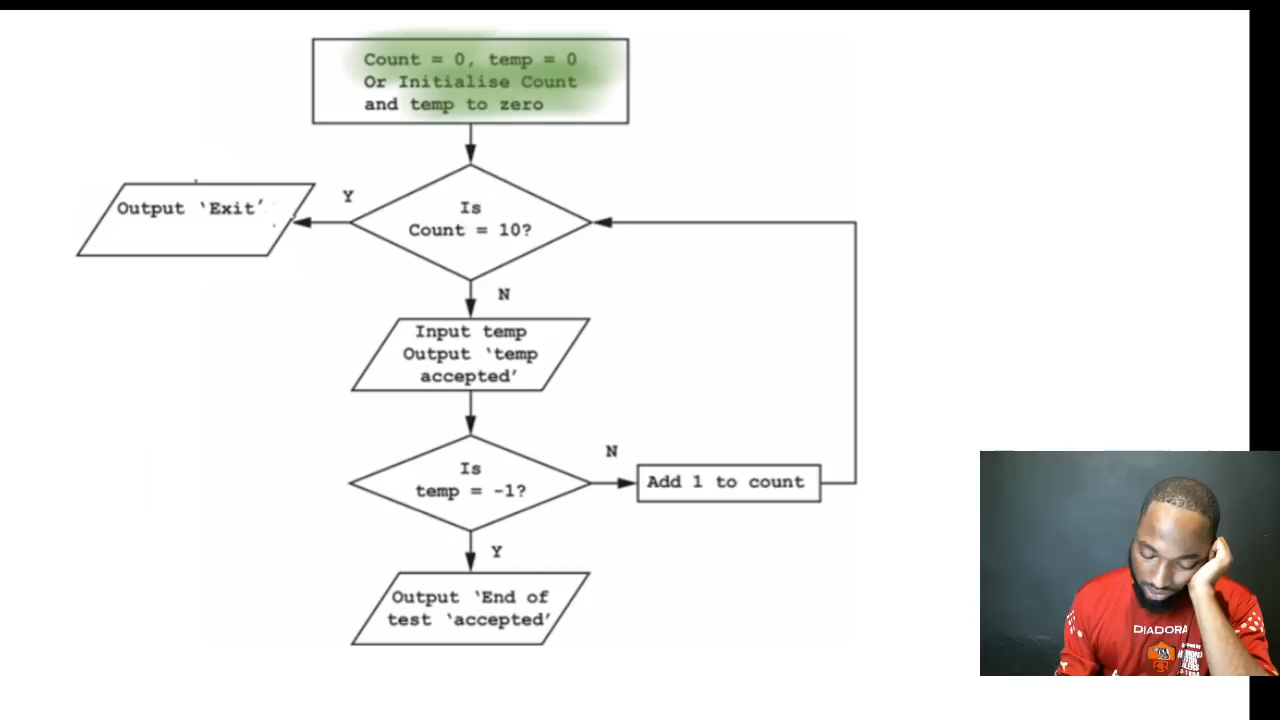 Count = 0, temp = 0
Or Initialise Count
and temp to zero
Y
Output ‘Exit’
Is
Count = 10?
N
Input temp
Output ‘temp
accepted’
Is
temp = -1?
N
Add 1 to count
Y
Output ‘End of
test ‘accepted’
DIADORA